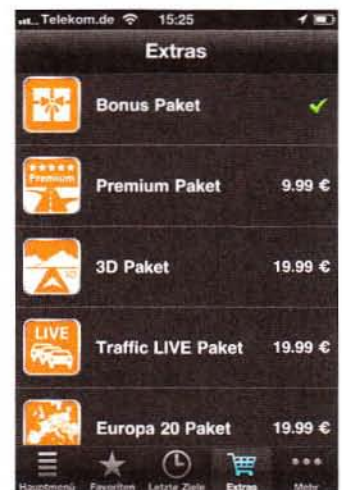 Telekom.de 15:25
Extras
Bonus Paket
Premium
Premium Paket 9.99 €
3D
3D Paket 19.99 €
LIVE
Traffic LIVE Paket 19.99 €
Europa 20 Paket 19.99 €
Hauptmenü Favoriten Letzte Ziele Extras Mehr